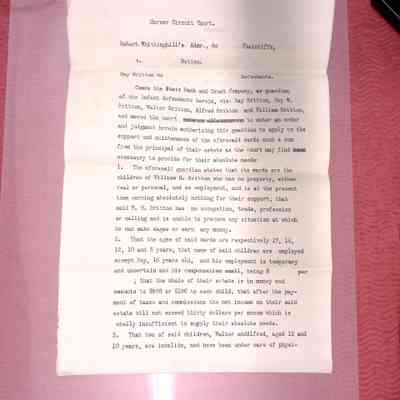 Warner Circuit Court.
Robert Whittinghill's Admr., &c Plaintiffs,
v. Notion.
Ray Britton &c Defendants.
Comes the State Bank and Trust Company, as guardian
of the infant defendants herein, viz: Ray Britton, Guy W.
Britton, Walter Britton, Alfred Britton and William Britton,
and moves the court to enter an order
and judgment herein authorizing this guardian to apply to the
support and maintenance of the aforesaid wards such a sum
from the principal of their estate as the court may find
necessary to provide for their absolute needs:
1. The aforesaid guardian states that its wards are the
children of William H. Britton who has no property, either
real or personal, and no employment, and is at the present
time earning absolutely nothing for their support, that
said W. H. Britton has no occupation, trade, profession
or calling and is unable to procure any situation at which
he can make wages or earn any money.
2. That the ages of said wards are respectively 17, 16,
12, 10 and 8 years, that none of said children are employed
except Ray, 16 years old, and his employment is temporary
and uncertain and his compensation small, being $ per
; that the whole of their estate is in money and
amounts to to each child, that after the pay-
ment of taxes and commissions the net income on their said
estate will not exceed thirty dollars per annum which is
wholly insufficient to supply their absolute needs.
3. That two of said children, Walter and Alfred, aged 12 and
10 years, are invalids, and have been under care of physi-